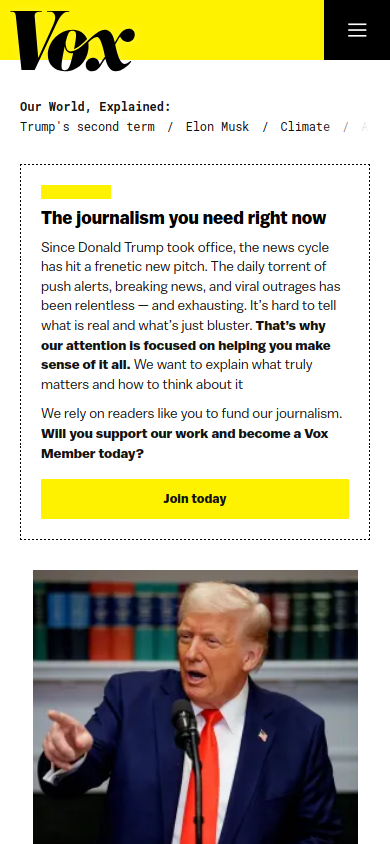 Vox
Our World, Explained:
Trump's second term / Elon Musk / Climate /
The journalism you need right now
Since Donald Trump took office, the news cycle
has hit a frenetic new pitch. The daily torrent of
push alerts, breaking news, and viral outrages has
been relentless — and exhausting. It's hard to tell
what is real and what's just bluster. That's why
our attention is focused on helping you make
sense of it all. We want to explain what truly
matters and how to think about it
We rely on readers like you to fund our journalism.
Will you support our work and become a Vox
Member today?
Join today